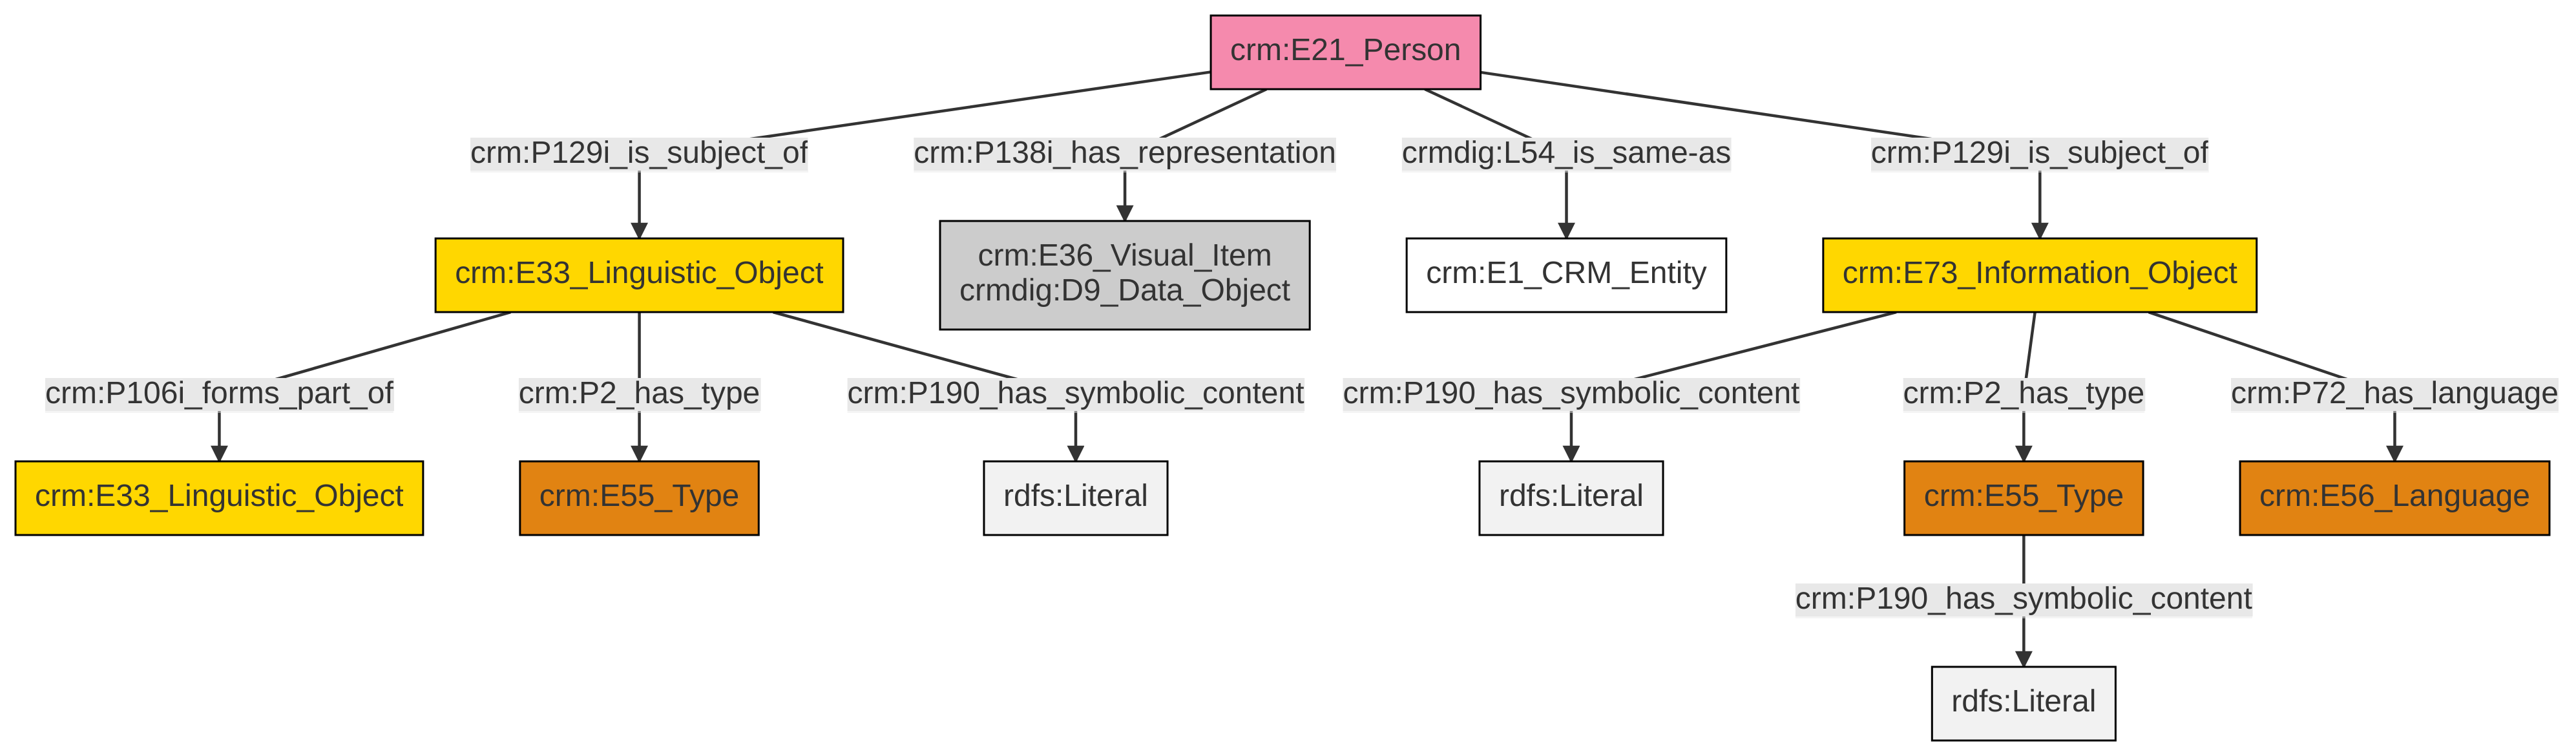 crm:E21_Person
crm:P129i_is_subject_of
crm:P138i_has_representation
crmdig:L54_is_same-as
crm:P129i_is_subject_of
crm:E33_Linguistic_Object
crm:E36_Visual_Item
crmdig:D9_Data_Object
crm:E1_CRM_Entity
crm:E73_Information_Object
crm:P106i_forms_part_of
crm:P2_has_type
crm:P190_has_symbolic_content
crm:P190_has_symbolic_content
crm:P2_has_type
crm:P72_has_language
crm:E33_Linguistic_Object
crm:E55_Type
rdfs:Literal
rdfs:Literal
crm:E55_Type
crm:E56_Language
crm:P190_has_symbolic_content
rdfs:Literal